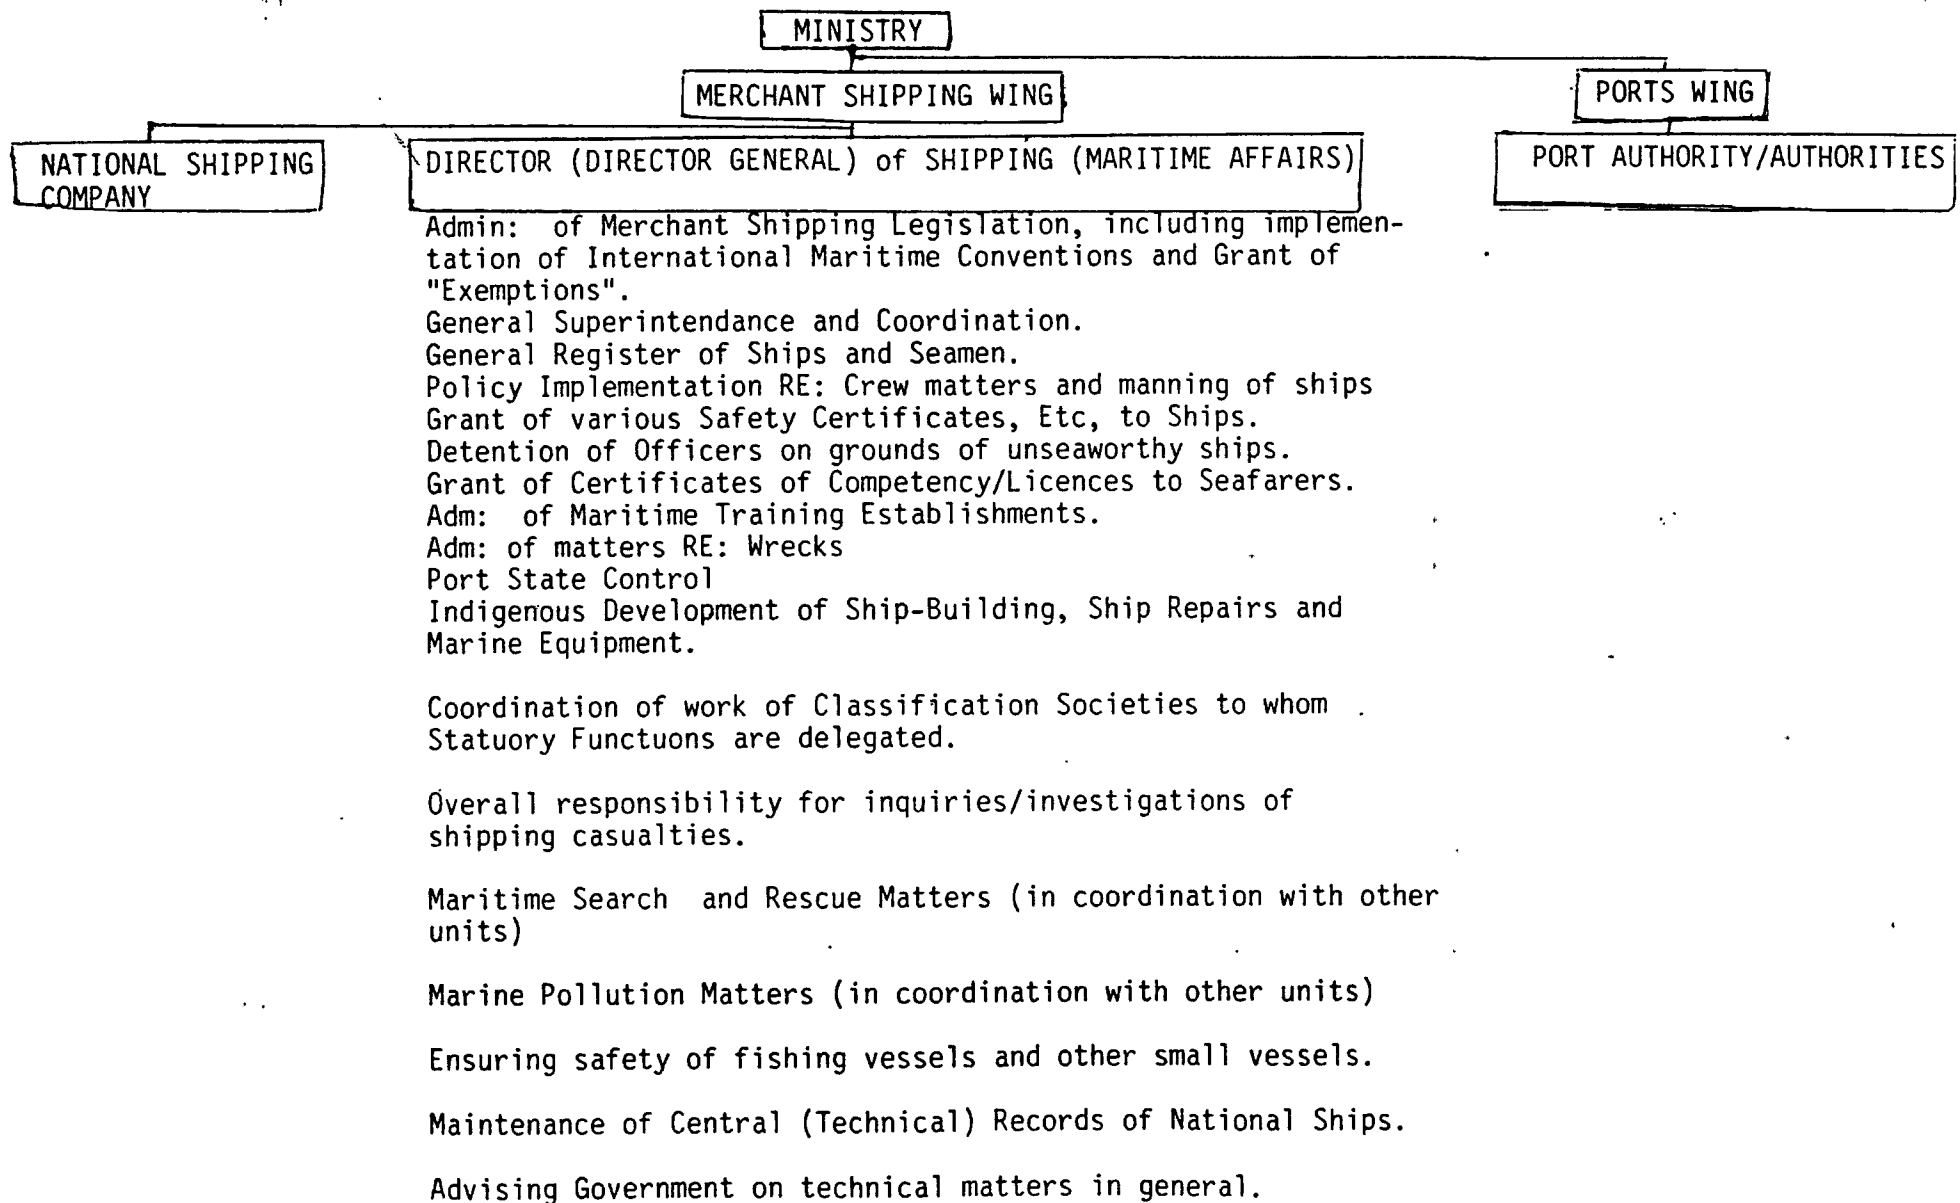 MINISTRY
MERCHANT SHIPPING WING
PORTS WING
NATIONAL SHIPPING
COMPANY
DIRECTOR (DIRECTOR GENERAL) of SHIPPING (MARITIME AFFAIRS)
PORT AUTHORITY/AUTHORITIES
Admin: of Merchant Shipping Legislation, including implemen-
tation of International Maritime Conventions and Grant of
"Exemptions".
General Superintendance and Coordination.
General Register of Ships and Seamen.
Policy Implementation RE: Crew matters and manning of ships
Grant of various Safety Certificates, Etc, to Ships.
Detention of Officers on grounds of unseaworthy ships.
Grant of Certificates of Competency/Licences to Seafarers.
Adm: of Maritime Training Establishments.
Adm: of matters RE: Wrecks
Port State Control
Indigenous Development of Ship-Building, Ship Repairs and
Marine Equipment.
Coordination of work of Classification Societies to whom
Statuory Functuons are delegated.
Overall responsibility for inquiries/investigations of
shipping casualties.
Maritime Search and Rescue Matters (in coordination with other
units)
Marine Pollution Matters (in coordination with other units)
Ensuring safety of fishing vessels and other small vessels.
Maintenance of Central (Technical) Records of National Ships.
Advising Government on technical matters in general.